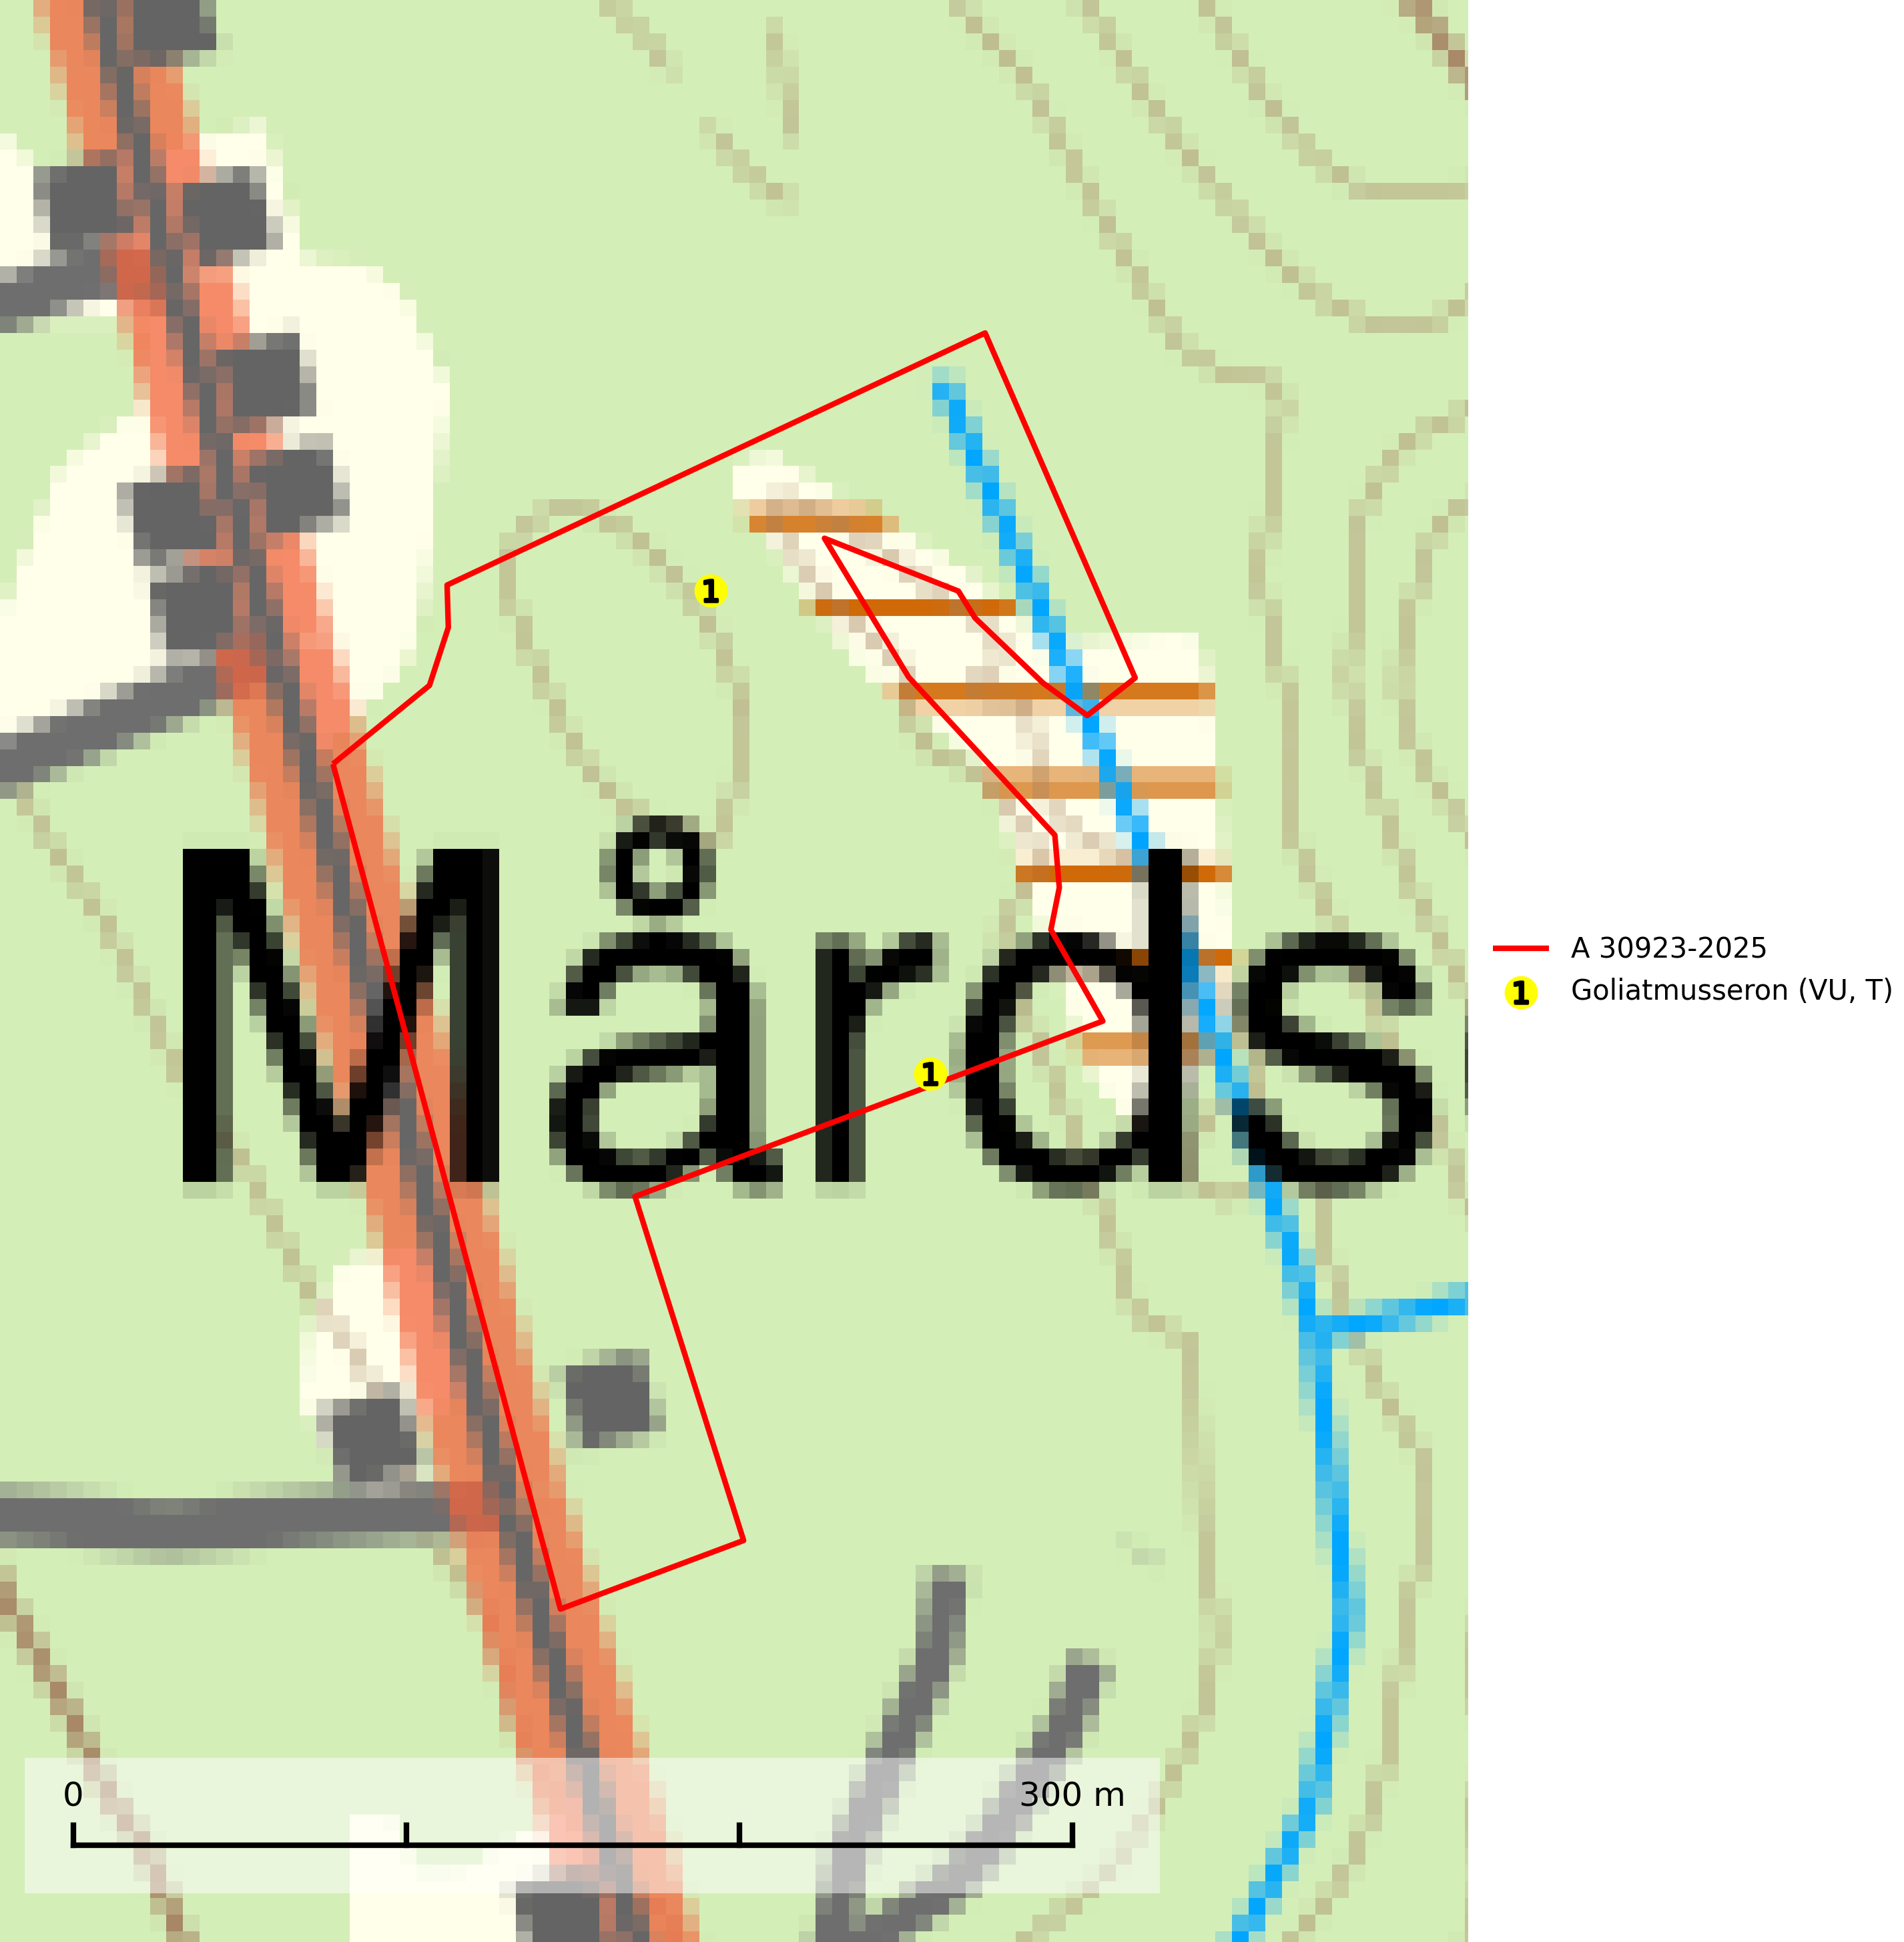 1
Mårds
1
0 300 m
A 30923-2025
1 Goliatmusseron (VU, T)